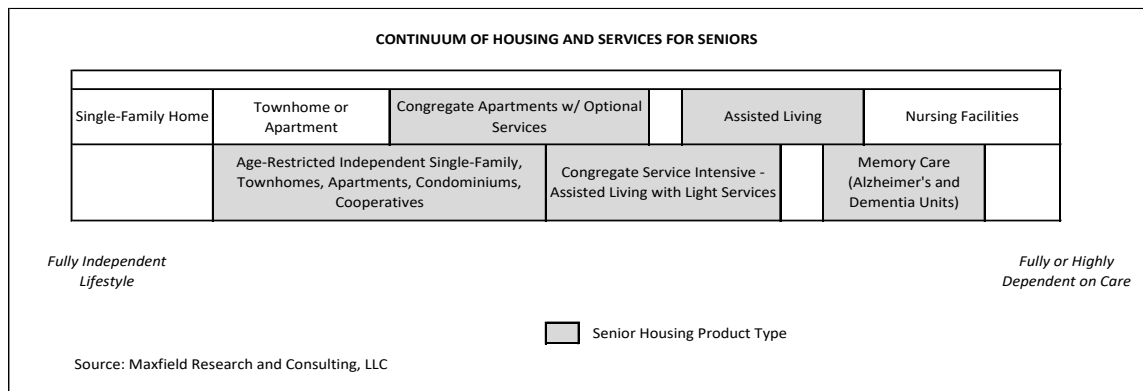 CONTINUUM OF HOUSING AND SERVICES FOR SENIORS
Single-Family Home
Townhome or
Apartment
Congregate Apartments w/ Optional
Services
Assisted Living
Nursing Facilities
Age-Restricted Independent Single-Family,
Townhomes, Apartments, Condominiums,
Cooperatives
Congregate Service Intensive -
Assisted Living with Light Services
Memory Care
(Alzheimer's and
Dementia Units)
Fully Independent
Lifestyle
Fully or Highly
Dependent on Care
Senior Housing Product Type
Source: Maxfield Research and Consulting, LLC